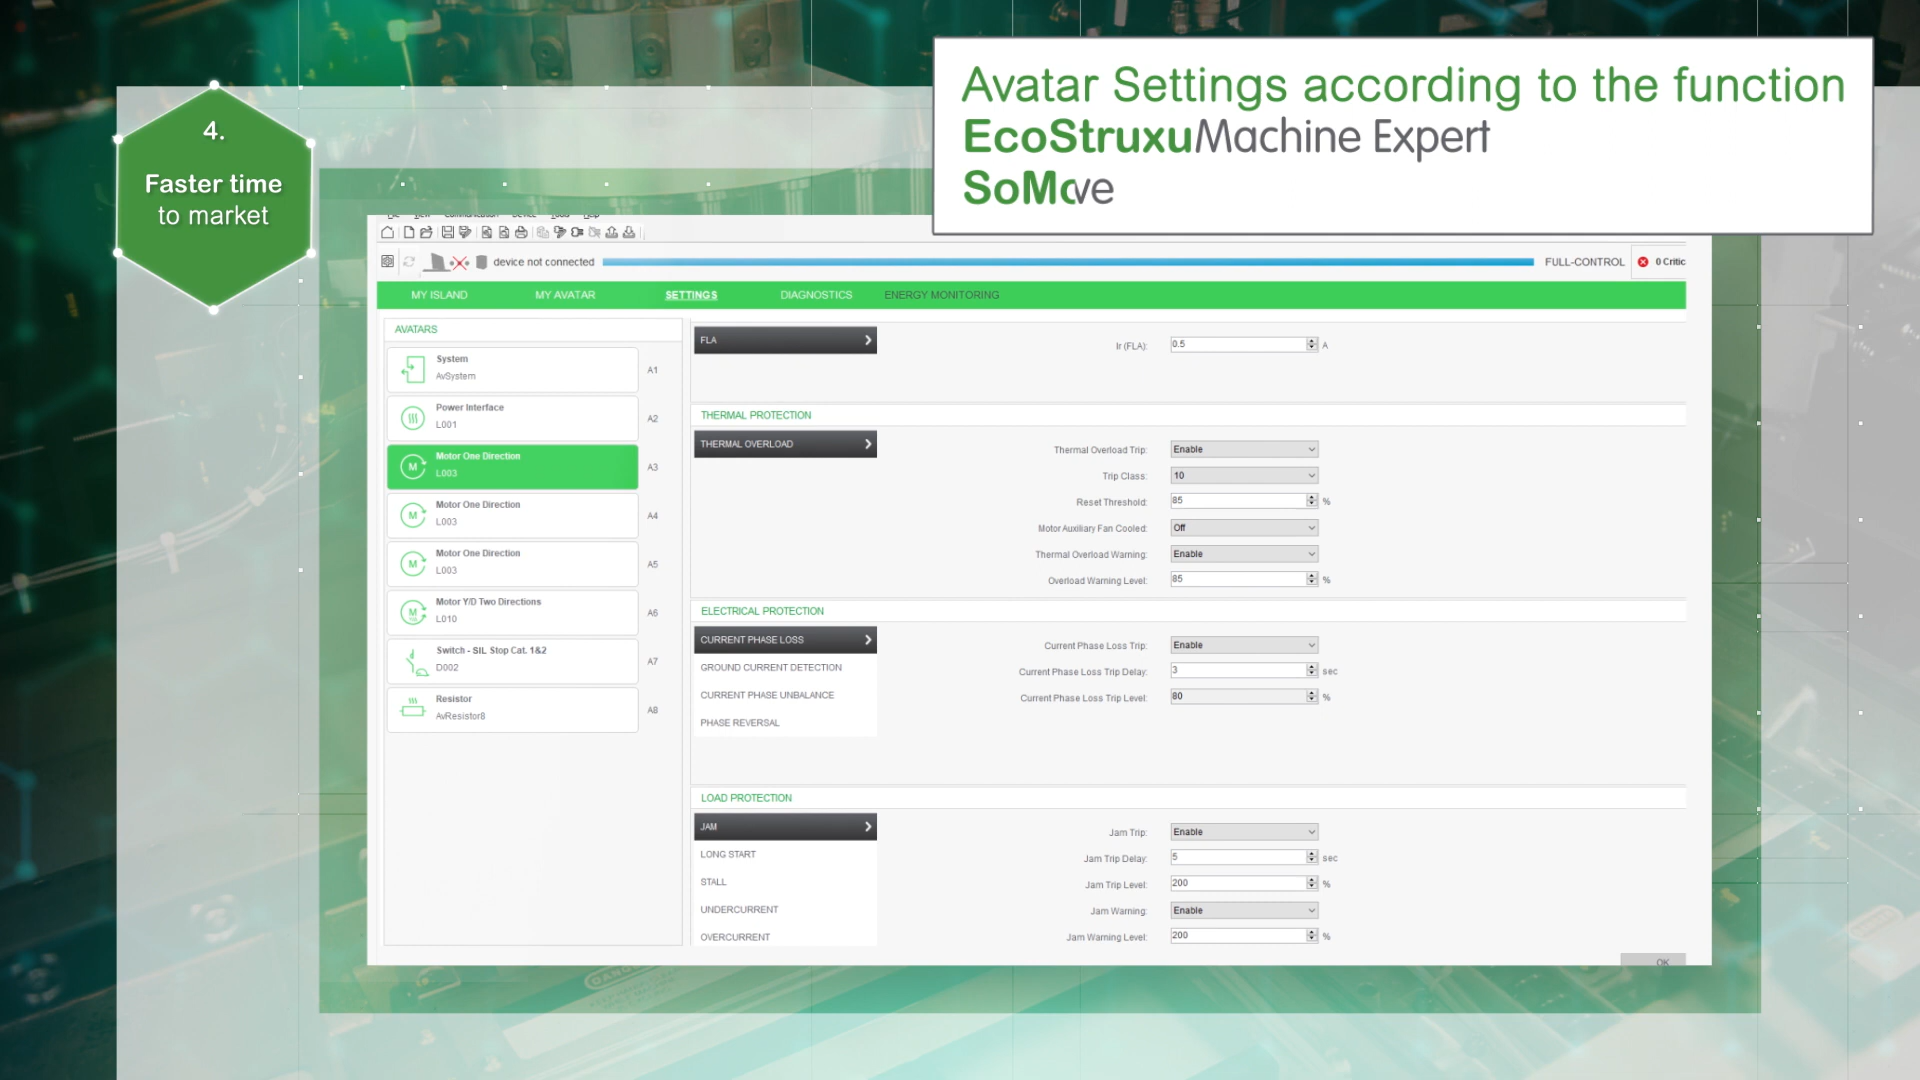 Avatar Settings according to the function
EcoStruxuMachine Expert
SoMove
4.
Faster time
to market
device not connected
FULL-CONTROL
0 Critic
MY ISLAND
MY AVATAR
SETTINGS
DIAGNOSTICS
ENERGY MONITORING
AVATARS
System
AvSystem
A1
Power Interface
L001
A2
Motor One Direction
L003
A3
Motor One Direction
L003
A4
Motor One Direction
L003
A5
Motor Y/D Two Directions
L010
A6
Switch - SIL Stop Cat. 1&2
D002
A7
Resistor
AvResistor8
A8
FLA
Ir (FLA): 0.5 A
THERMAL PROTECTION
THERMAL OVERLOAD
Thermal Overload Trip: Enable
Trip Class: 10
Reset Threshold: 85 %
Motor Auxiliary Fan Cooled: Off
Thermal Overload Warning: Enable
Overload Warning Level: 85 %
ELECTRICAL PROTECTION
CURRENT PHASE LOSS
GROUND CURRENT DETECTION
CURRENT PHASE UNBALANCE
PHASE REVERSAL
Current Phase Loss Trip: Enable
Current Phase Loss Trip Delay: 3 sec
Current Phase Loss Trip Level: 80 %
LOAD PROTECTION
JAM
LONG START
STALL
UNDERCURRENT
OVERCURRENT
Jam Trip: Enable
Jam Trip Delay: 5 sec
Jam Trip Level: 200 %
Jam Warning: Enable
Jam Warning Level: 200 %
OK